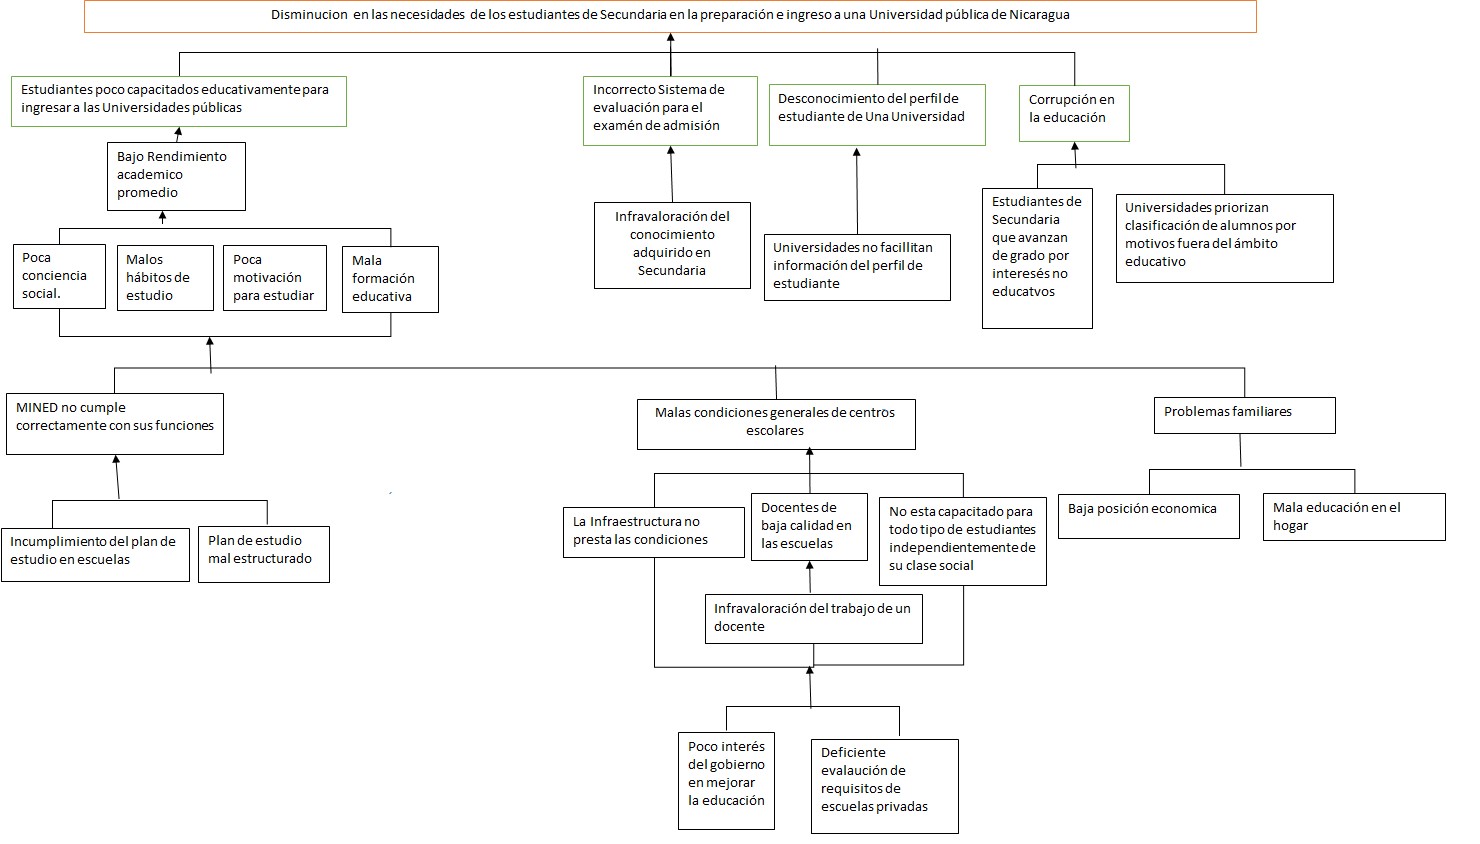 Disminucion en las necesidades de los estudiantes de Secundaria en la preparación e ingreso a una Universidad pública de Nicaragua
Estudiantes poco capacitados educativamente para
ingresar a las Universidades públicas
Incorrecto Sistema de
evaluación para el
examén de admisión
Desconocimiento del perfil de
estudiante de Una Universidad
Corrupción en
la educación
Bajo Rendimiento
academico
promedio
Infravaloración del
conocimiento
adquirido en
Secundaria
Universidades no facillitan
información del perfil de
estudiante
Estudiantes de
Secundaria
que avanzan
de grado por
interesés no
educatvos
Universidades priorizan
clasificación de alumnos por
motivos fuera del ámbito
educativo
Poca
conciencia
social.
Malos
hábitos de
estudio
Poca
motivación
para estudiar
Mala
formación
educativa
MINED no cumple
correctamente con sus funciones
Malas condiciones generales de centros
escolares
Problemas familiares
Incumplimiento del plan de
estudio en escuelas
Plan de estudio
mal estructurado
La Infraestructura no
presta las condiciones
Docentes de
baja calidad en
las escuelas
No esta capacitado para
todo tipo de estudiantes
independientemente de
su clase social
Baja posición economica
Mala educación en el
hogar
Infravaloración del trabajo de un
docente
Poco interés
del gobierno
en mejorar
la educación
Deficiente
evalaución de
requisitos de
escuelas privadas